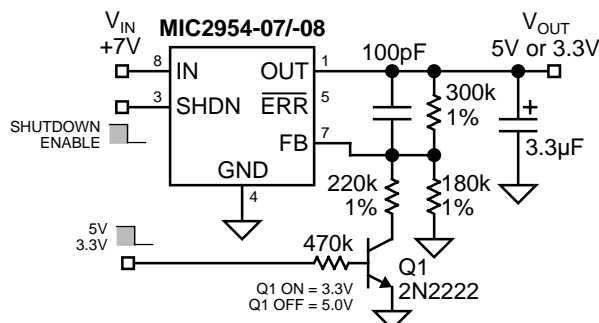 MIC2954-07/-08
VIN
+7V
VOUT
5V or 3.3V
8
IN
OUT
1
100pF
3
SHDN
ERR
5
300k
1%
FB
7
SHUTDOWN
ENABLE
+
3.3µF
GND
4
220k
1%
180k
1%
5V
3.3V
470k
Q1 ON = 3.3V
Q1 OFF = 5.0V
Q1
2N2222